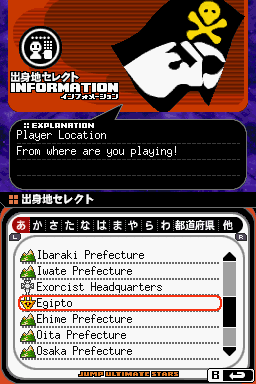 出身地セレクト
INFORMATION
インフォメーション
:: EXPLANATION
Player Location
From where are you playing!
出身地セレクト
あ か さ た な は ま や ら わ 都道府県 他
L R
Ibaraki Prefecture
Iwate Prefecture
Exorcist Headquarters
Egipto
Ehime Prefecture
Oita Prefecture
Osaka Prefecture
JUMP ULTIMATE STARS
B